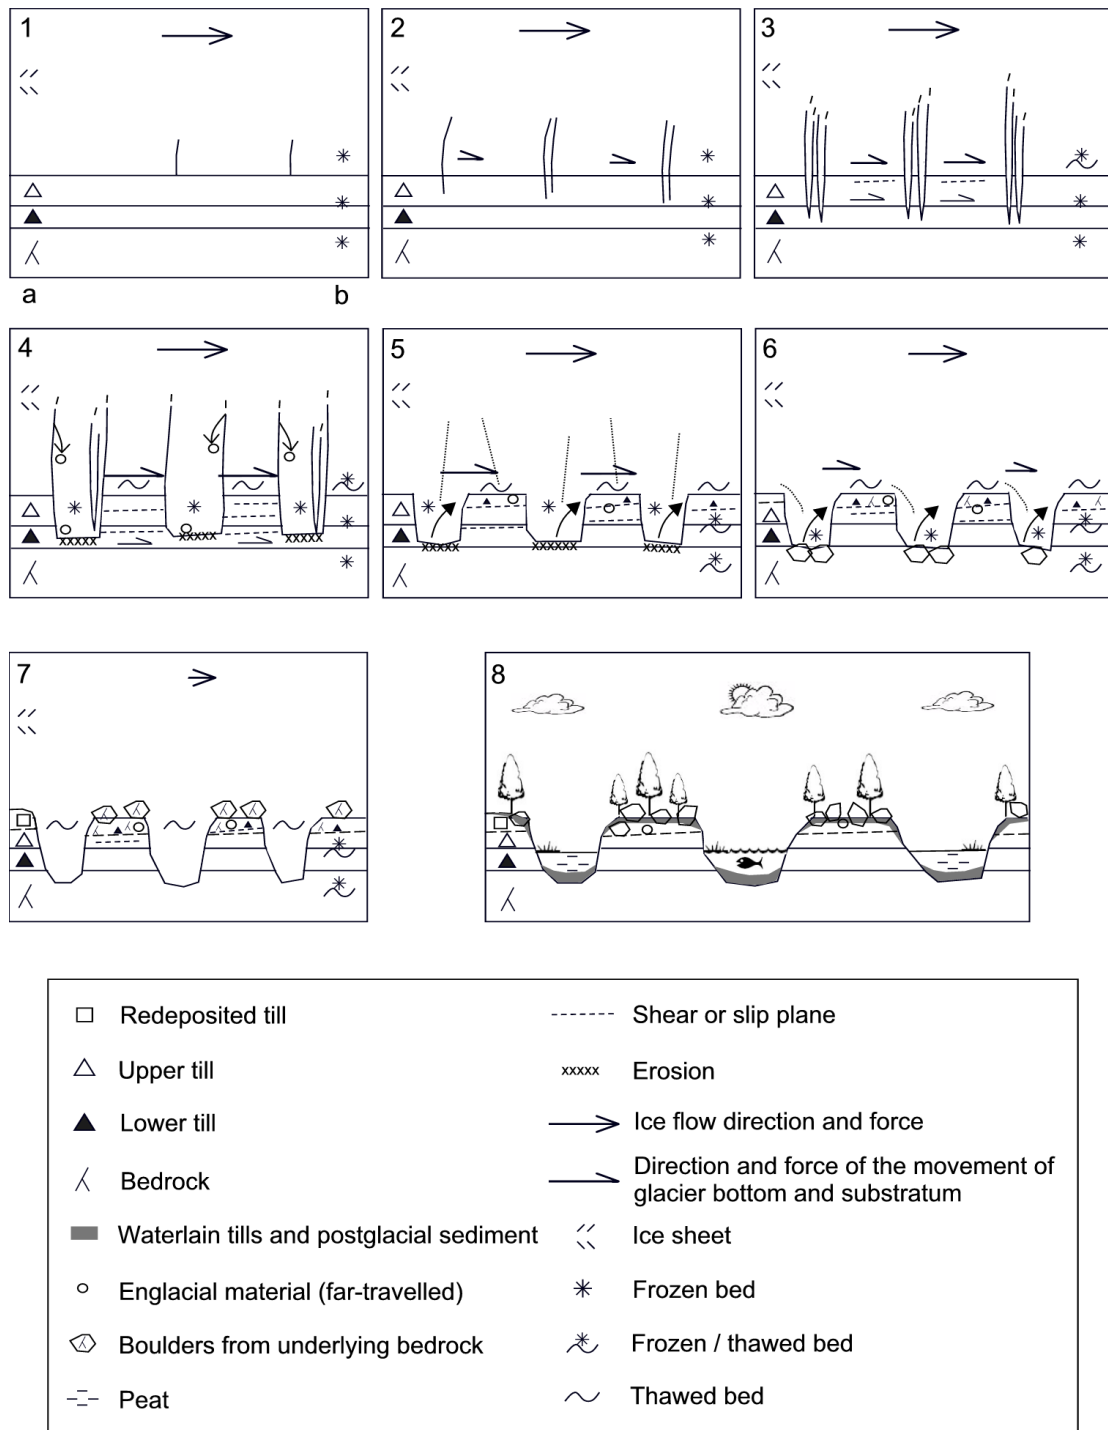 1
2
3
a
b
4
5
6
7
8
Redeposited till
Upper till
Lower till
Bedrock
Waterlain tills and postglacial sediment
Englacial material (far-travelled)
Boulders from underlying bedrock
Peat
Shear or slip plane
xxxxx Erosion
Ice flow direction and force
Direction and force of the movement of
glacier bottom and substratum
Ice sheet
Frozen bed
Frozen / thawed bed
Thawed bed